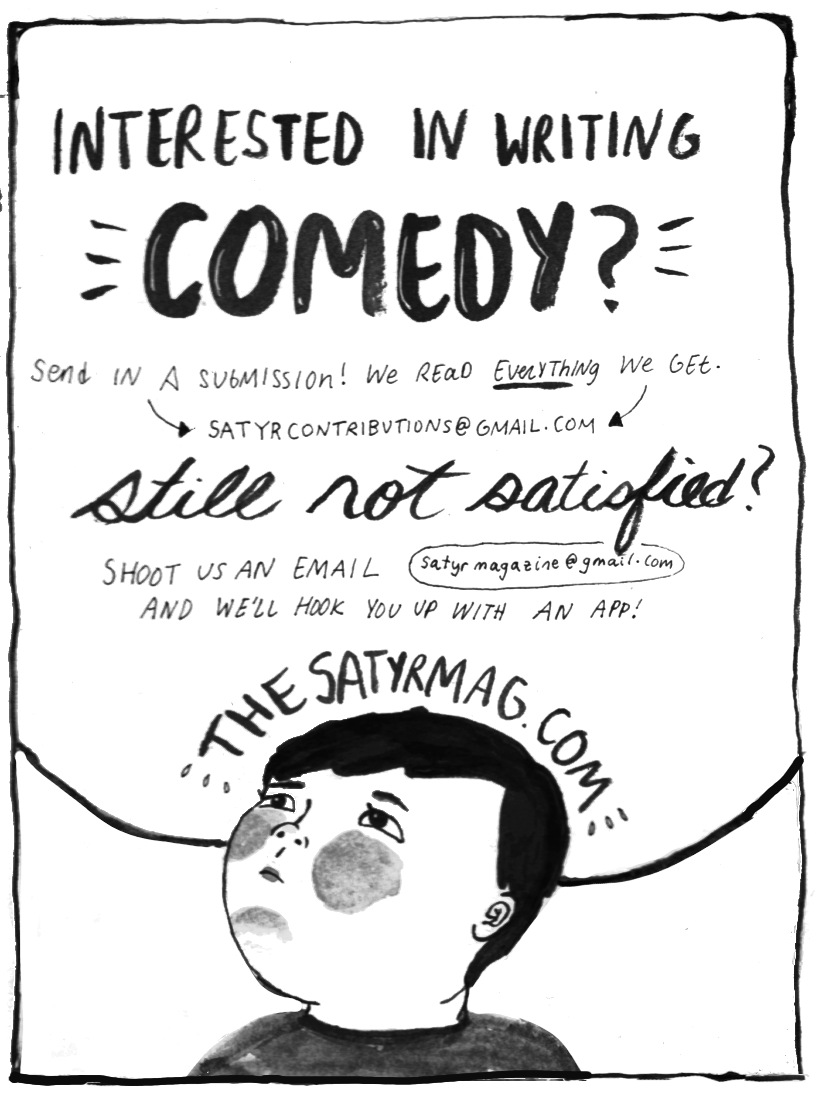 INTERESTED IN WRITING
COMEDY?
Send IN A SUbMISSIOn! We REaD EVerYThiNg We GEt.
SATYRCONTRIBUTIONS@GMAIL.COM
still not satisfied?
SHOOT US AN EMAIL satyrmagazine@gmail.com
AND WE'LL HOOK YOU UP WITH AN APP!
THESATYRMAG.COM